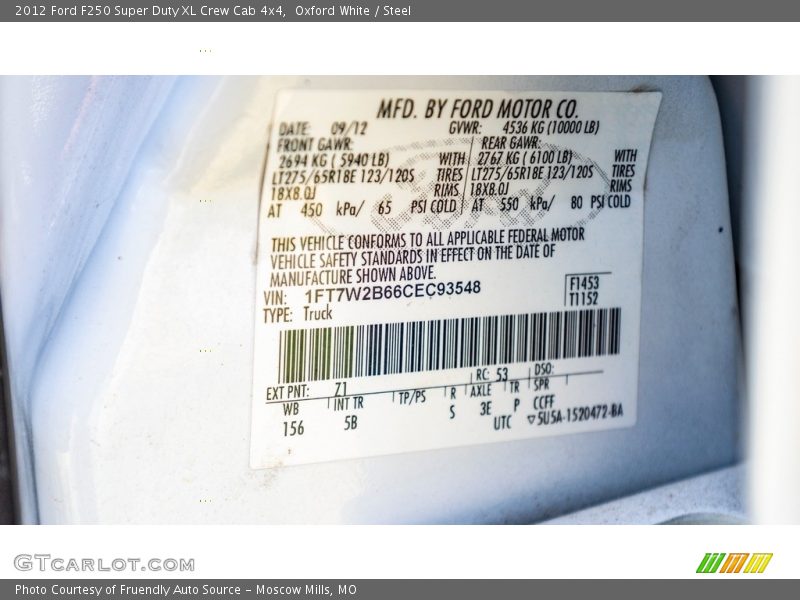 2012 Ford F250 Super Duty XL Crew Cab 4x4, Oxford White / Steel
MFD. BY FORD MOTOR CO.
DATE: 09/12 GVWR: 4536 KG (10000 LB)
FRONT GAWR: REAR GAWR:
2694 KG ( 5940 LB) WITH 2767 KG ( 6100 LB) WITH
LT275/65R18E 123/120S TIRES LT275/65R18E 123/120S TIRES
18X8.0J RIMS 18X8.0J RIMS
AT 450 kPa/ 65 PSI COLD AT 550 kPa/ 80 PSI COLD
THIS VEHICLE CONFORMS TO ALL APPLICABLE FEDERAL MOTOR
VEHICLE SAFETY STANDARDS IN EFFECT ON THE DATE OF
MANUFACTURE SHOWN ABOVE.
VIN: 1FT7W2B66CEC93548 F1453
TYPE: Truck T1152
EXT PNT: Z1 RC: 53 DSO:
WB INT TR TP/PS R AXLE TR SPR
156 5B S 3E P CCFF
UTC ▽5U5A-1520472-BA
GTCARLOT.COM
Photo Courtesy of Fruendly Auto Source - Moscow Mills, MO